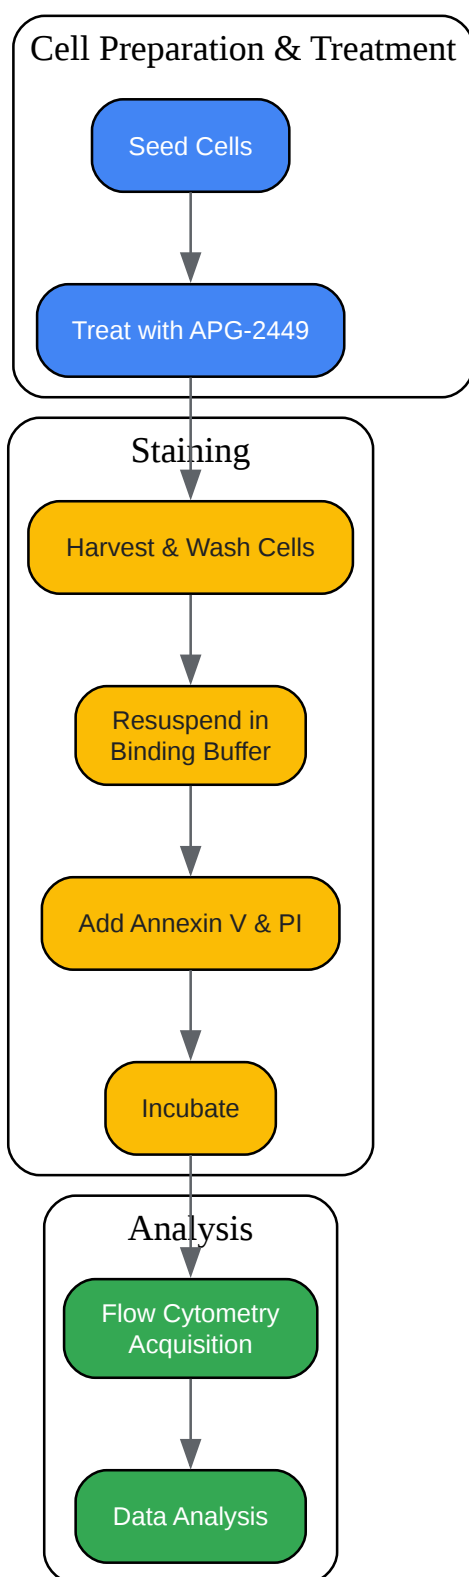 Cell Preparation & Treatment
Seed Cells
Treat with APG-2449
Staining
Harvest & Wash Cells
Resuspend in
Binding Buffer
Add Annexin V & PI
Incubate
Analysis
Flow Cytometry
Acquisition
Data Analysis